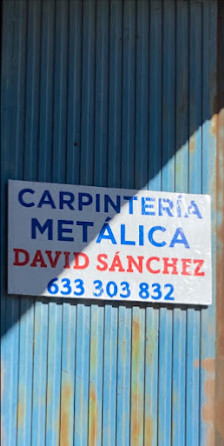 CARPINTERÍA
METÁLICA
DAVID SÁNCHEZ
633 303 832